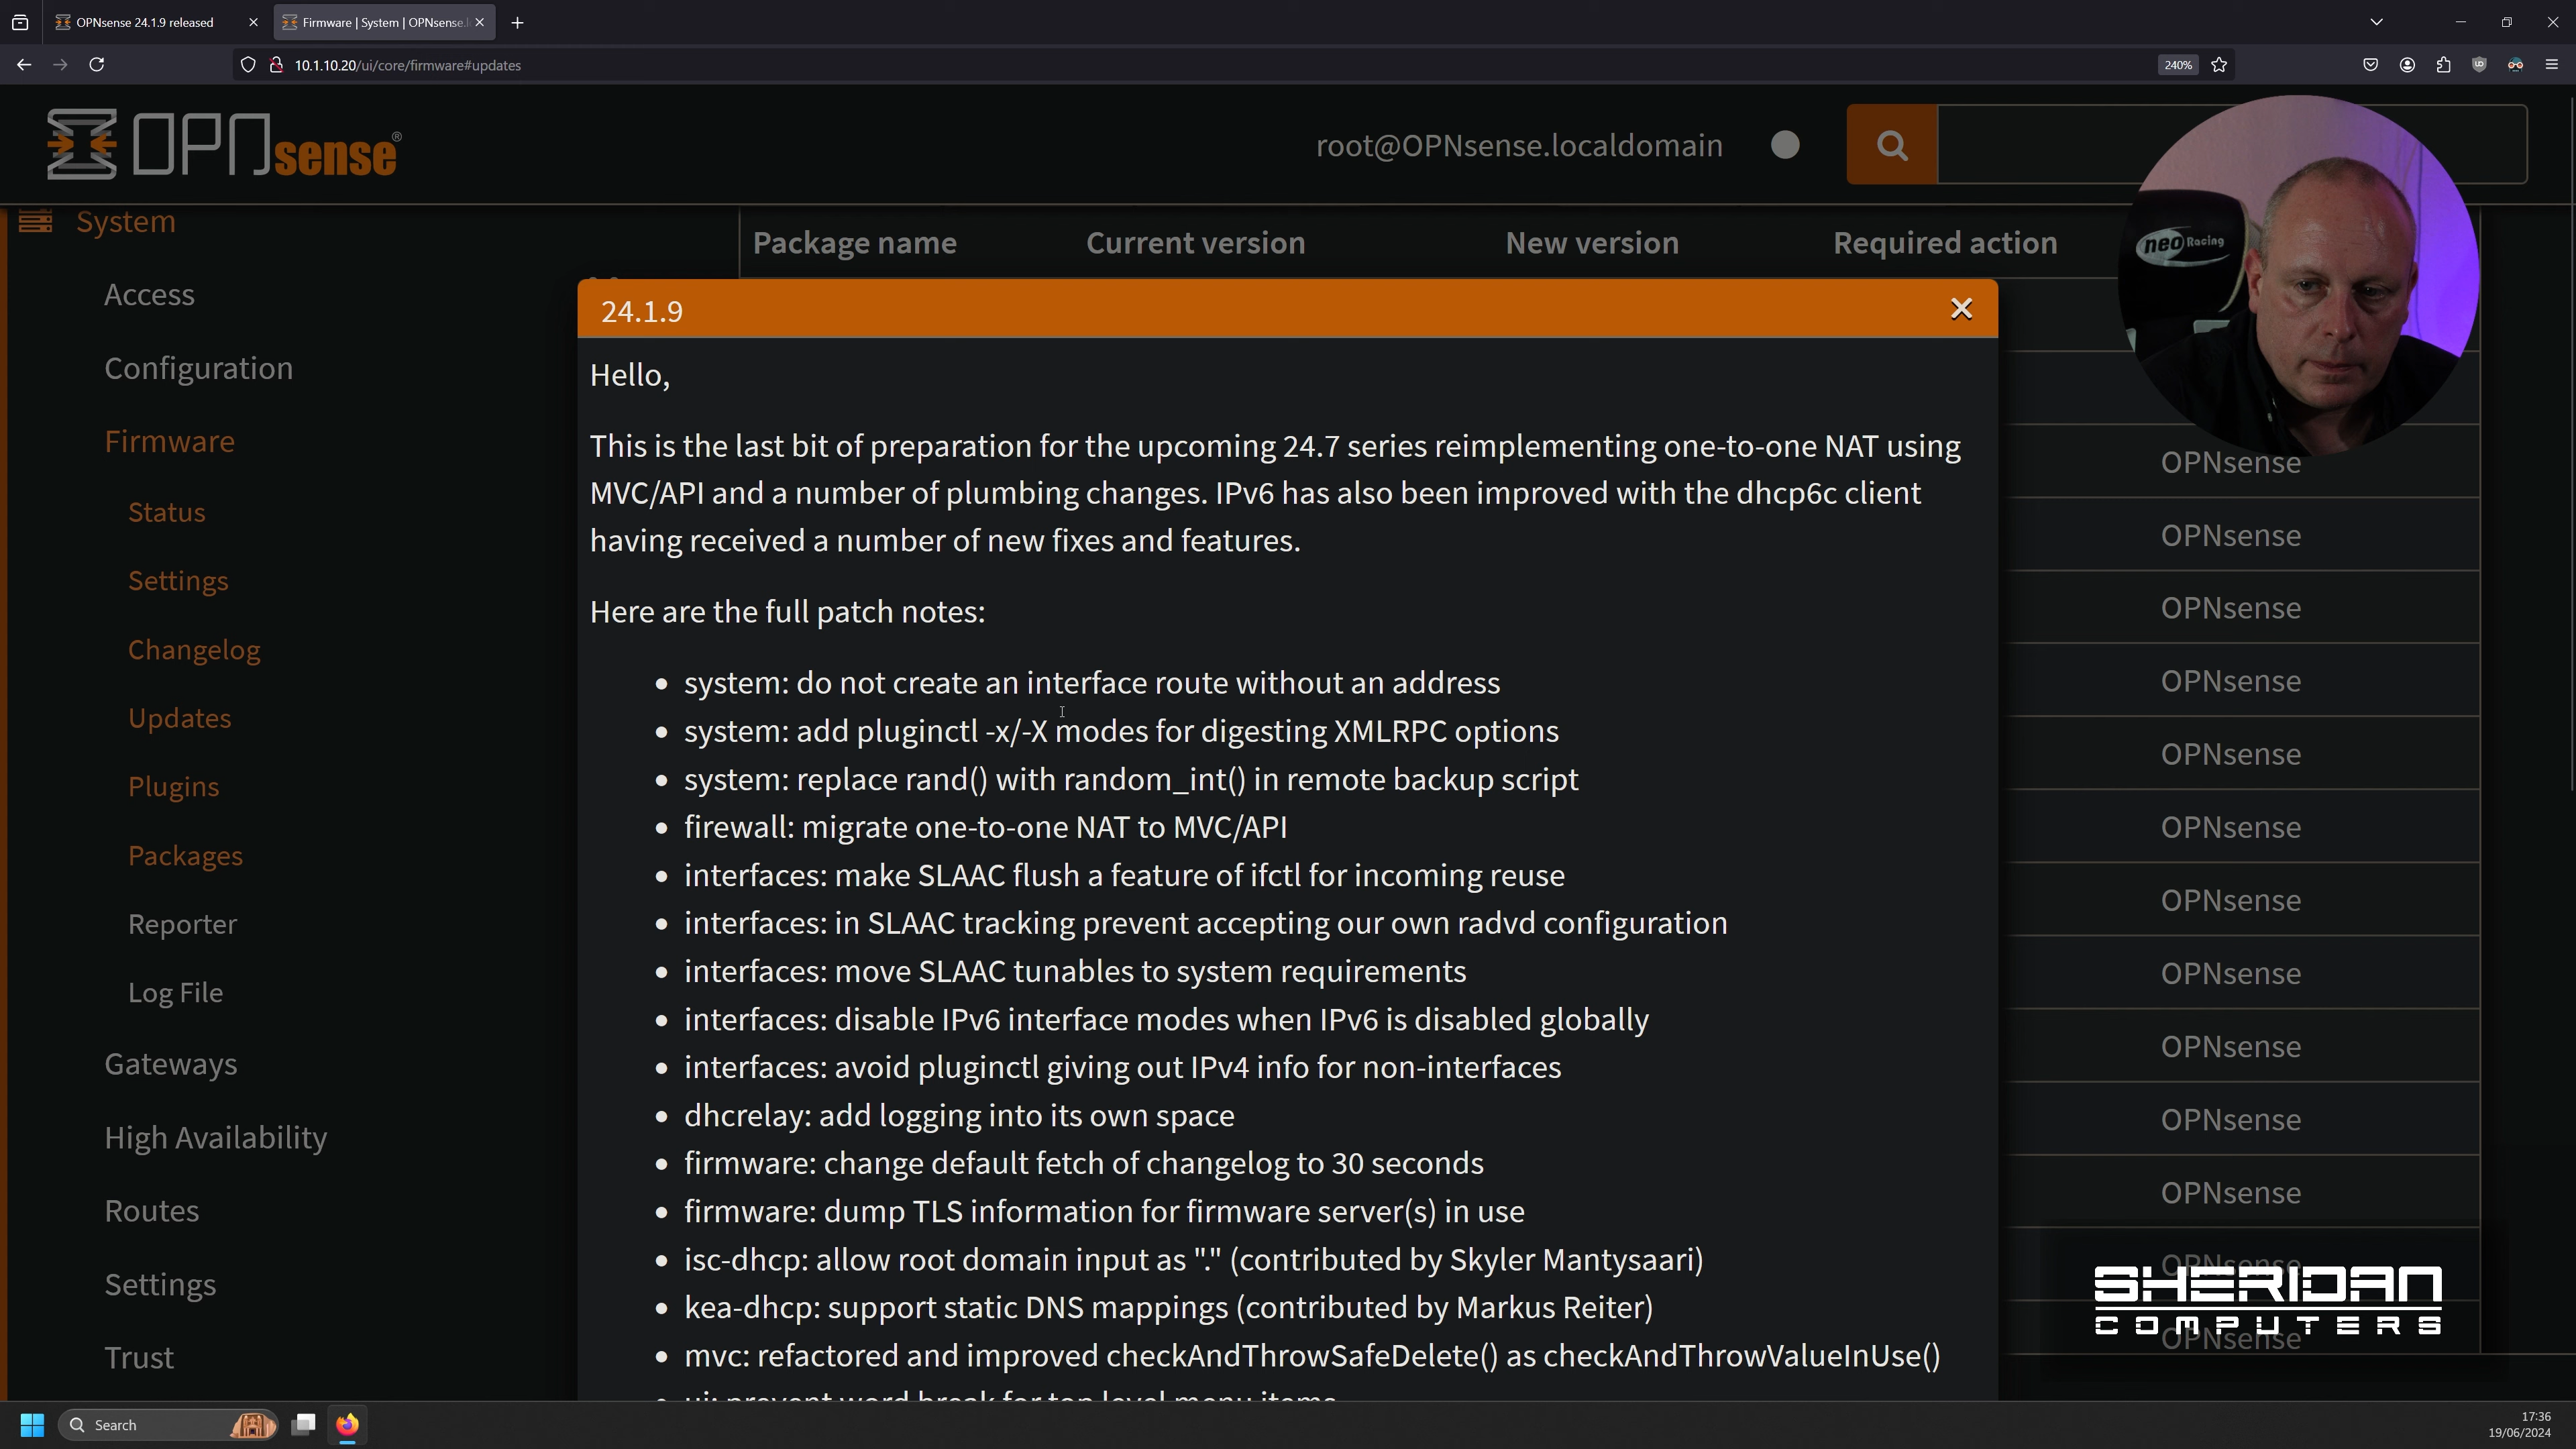 OPNsense 24.1.9 released
Firmware | System | OPNsense.l
10.1.10.20/ui/core/firmware#updates
240%
OPNsense®
root@OPNsense.localdomain
neo Racing
System
Package name Current version New version Required action
Access
Configuration
Firmware
Status
Settings
Changelog
Updates
Plugins
Packages
Reporter
Log File
Gateways
High Availability
Routes
Settings
Trust
24.1.9
Hello,
This is the last bit of preparation for the upcoming 24.7 series reimplementing one-to-one NAT using
MVC/API and a number of plumbing changes. IPv6 has also been improved with the dhcp6c client
having received a number of new fixes and features.
Here are the full patch notes:
• system: do not create an interface route without an address
• system: add pluginctl -x/-X modes for digesting XMLRPC options
• system: replace rand() with random_int() in remote backup script
• firewall: migrate one-to-one NAT to MVC/API
• interfaces: make SLAAC flush a feature of ifctl for incoming reuse
• interfaces: in SLAAC tracking prevent accepting our own radvd configuration
• interfaces: move SLAAC tunables to system requirements
• interfaces: disable IPv6 interface modes when IPv6 is disabled globally
• interfaces: avoid pluginctl giving out IPv4 info for non-interfaces
• dhcrelay: add logging into its own space
• firmware: change default fetch of changelog to 30 seconds
• firmware: dump TLS information for firmware server(s) in use
• isc-dhcp: allow root domain input as "." (contributed by Skyler Mantysaari)
• kea-dhcp: support static DNS mappings (contributed by Markus Reiter)
• mvc: refactored and improved checkAndThrowSafeDelete() as checkAndThrowValueInUse()
• ui: prevent word break for top level menu items
OPNsense
OPNsense
OPNsense
OPNsense
OPNsense
OPNsense
OPNsense
OPNsense
OPNsense
OPNsense
OPNsense
OPNsense
OPNsense
SHERIDAN
COMPUTERS
Search
17:36
19/06/2024